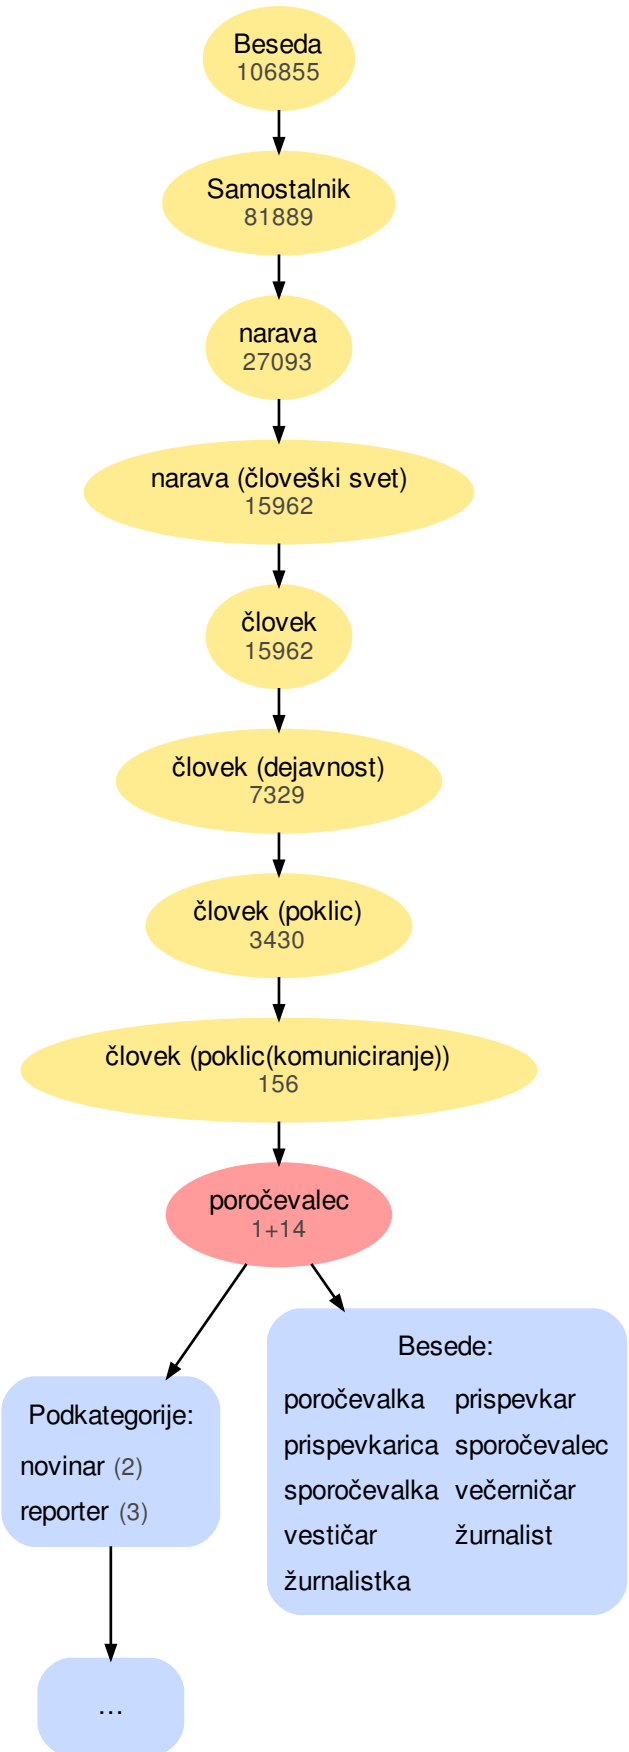 Beseda
106855
Samostalnik
81889
narava
27093
narava (človeški svet)
15962
človek
15962
človek (dejavnost)
7329
človek (poklic)
3430
človek (poklic(komuniciranje))
156
poročevalec
1+14
Podkategorije:
novinar (2)
reporter (3)
...
Besede:
poročevalka prispevkar
prispevkarica sporočevalec
sporočevalka večerničar
vestičar žurnalist
žurnalistka